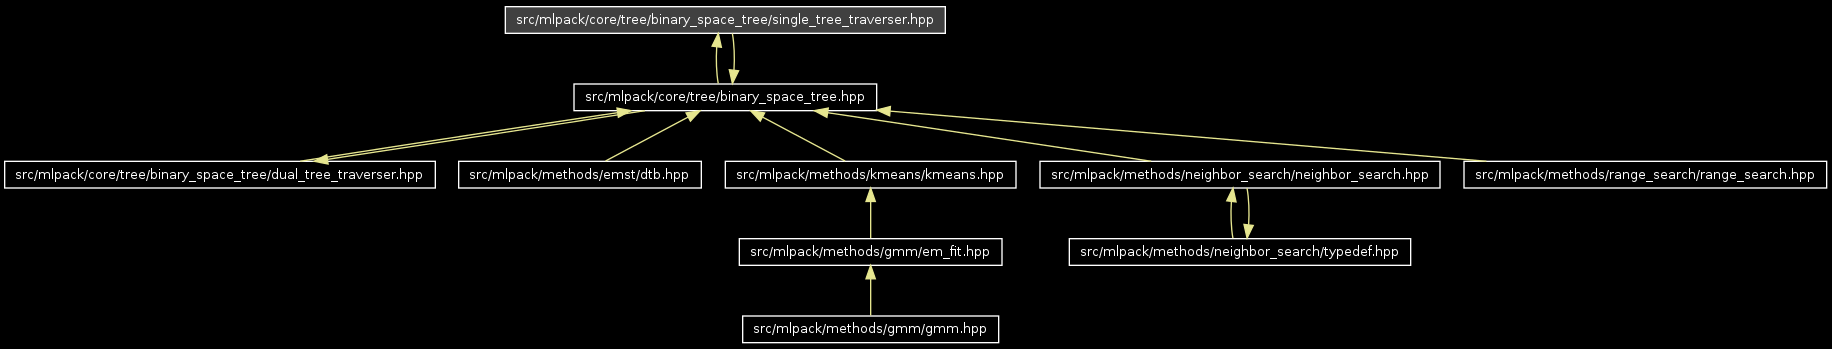 src/mlpack/core/tree/binary_space_tree/single_tree_traverser.hpp
src/mlpack/core/tree/binary_space_tree.hpp
src/mlpack/core/tree/binary_space_tree/dual_tree_traverser.hpp
src/mlpack/methods/emst/dtb.hpp
src/mlpack/methods/kmeans/kmeans.hpp
src/mlpack/methods/neighbor_search/neighbor_search.hpp
src/mlpack/methods/range_search/range_search.hpp
src/mlpack/methods/gmm/em_fit.hpp
src/mlpack/methods/neighbor_search/typedef.hpp
src/mlpack/methods/gmm/gmm.hpp